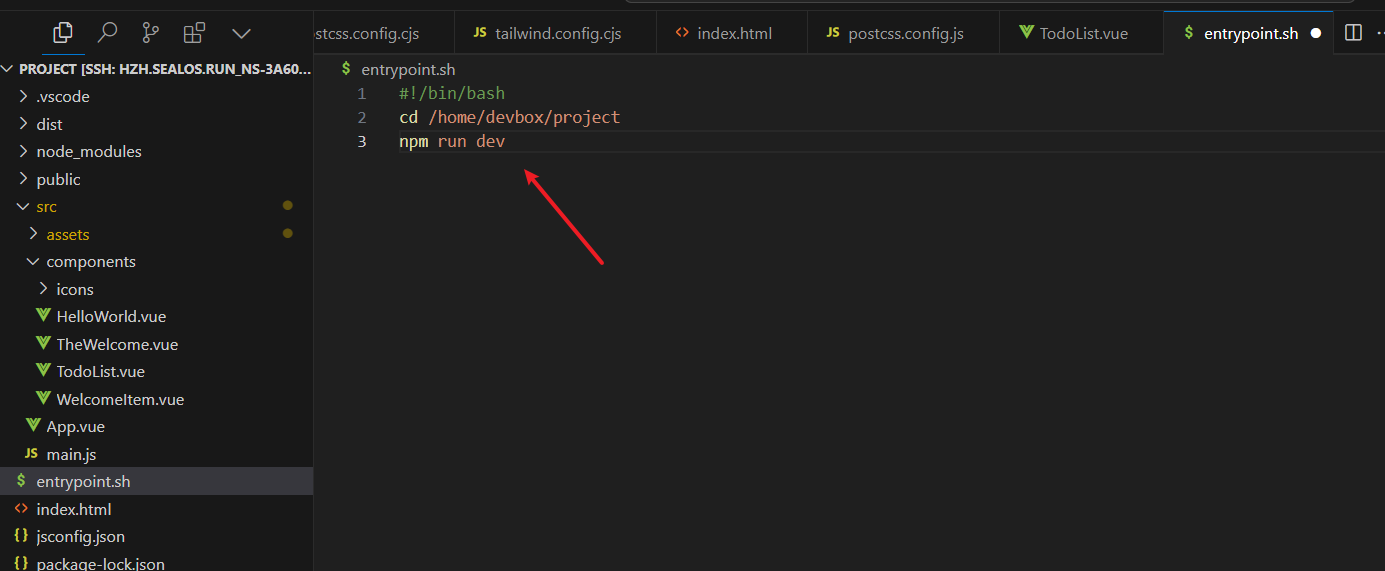 stcss.config.cjs
JS tailwind.config.cjs
<> index.html
JS postcss.config.js
TodoList.vue
$ entrypoint.sh
PROJECT [SSH: HZH.SEALOS.RUN_NS-3A60...
.vscode
dist
node_modules
public
src
assets
components
icons
HelloWorld.vue
TheWelcome.vue
TodoList.vue
WelcomeItem.vue
App.vue
JS main.js
$ entrypoint.sh
<> index.html
{} jsconfig.json
{} package-lock.json
$ entrypoint.sh
1 #!/bin/bash
2 cd /home/devbox/project
3 npm run dev